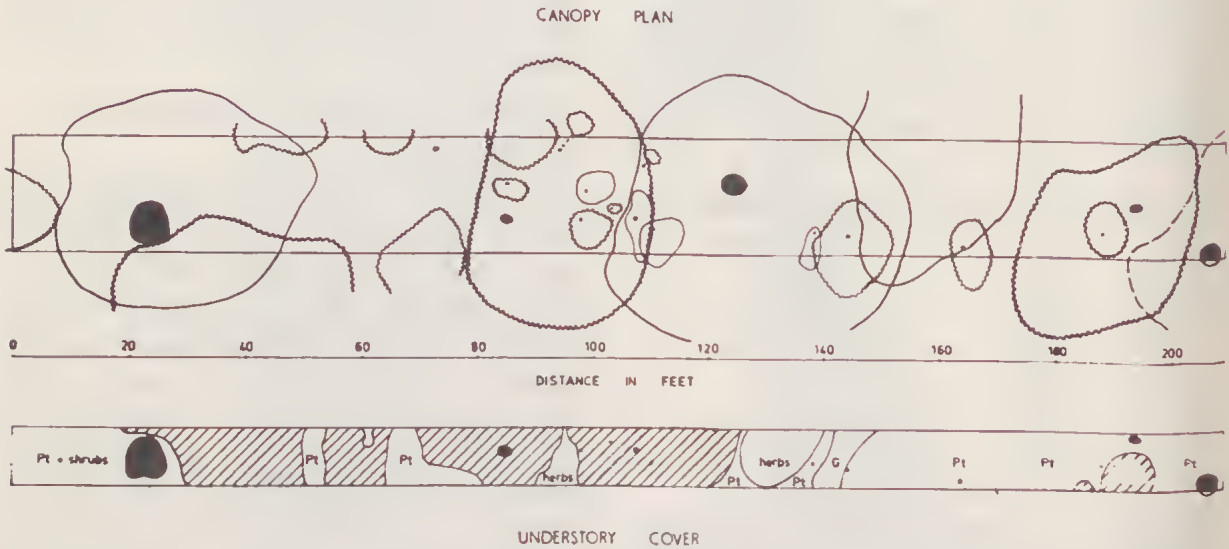 CANOPY PLAN
0 20 40 60 80 100 120 140 160 180 200
DISTANCE IN FEET
Pt + shrubs Pt Pt herbs Pt herbs Pt G Pt Pt Pt
UNDERSTORY COVER